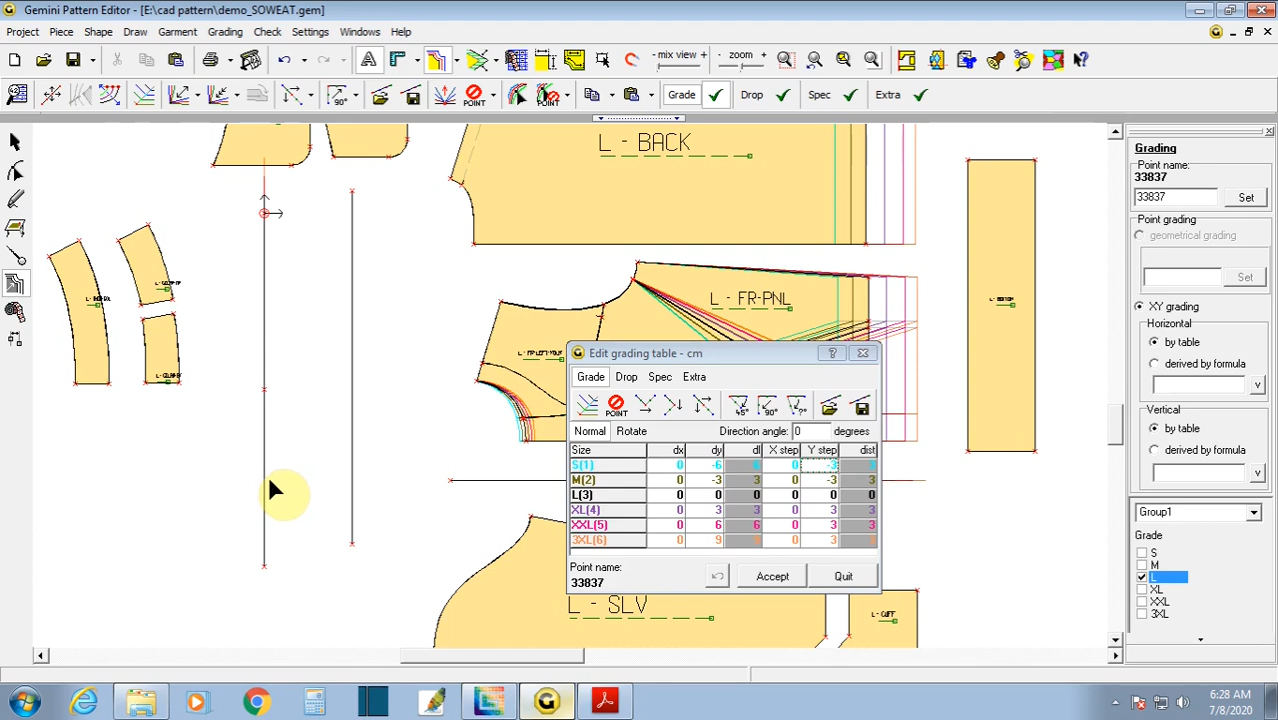 Gemini Pattern Editor - [E:\cad pattern\demo_SOWEAT.gem]
Project Piece Shape Draw Garment Grading Check Settings Windows Help
mix view
zoom
Grade Drop Spec Extra
L - BACK
L - FR-PNL
L - SLV
L - CUFF
Edit grading table - cm
Grade Drop Spec Extra
POINT 45° 90°
Normal Rotate Direction angle: 0 degrees
Size dx dy dl X step Y step dist
S(1) 0 -6 0 -3
M(2) 0 -3 3 0 -3 3
L(3) 0 0 0 0 0 0
XL(4) 0 3 3 0 3 3
XXL(5) 0 6 6 0 3 3
3XL(6) 0 9 0 3
Point name:
33837
Accept Quit
Grading
Point name:
33837
33837 Set
Point grading
geometrical grading
Set
XY grading
Horizontal
by table
derived by formula
v
Vertical
by table
derived by formula
v
Group1
Grade
S
M
L
XL
XXL
3XL
6:28 AM
7/8/2020